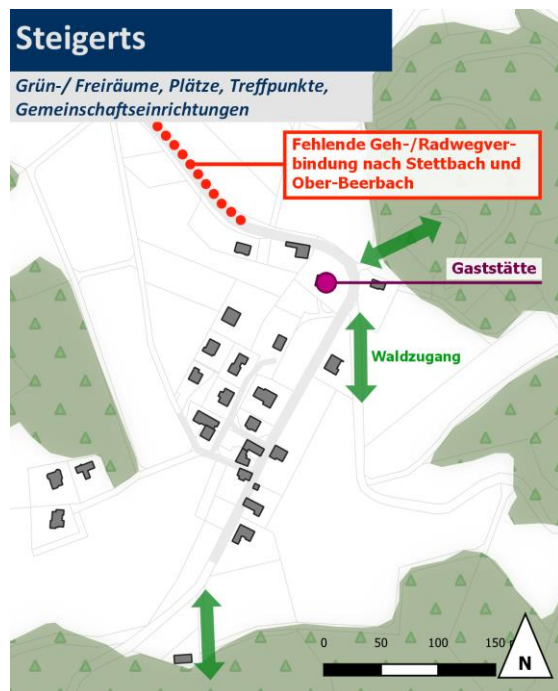 Steigerts
Grün-/ Freiräume, Plätze, Treffpunkte,
Gemeinschaftseinrichtungen
Fehlende Geh-/Radwegver-
bindung nach Stettbach und
Ober-Beerbach
Gaststätte
Waldzugang
0 50 100 150
N